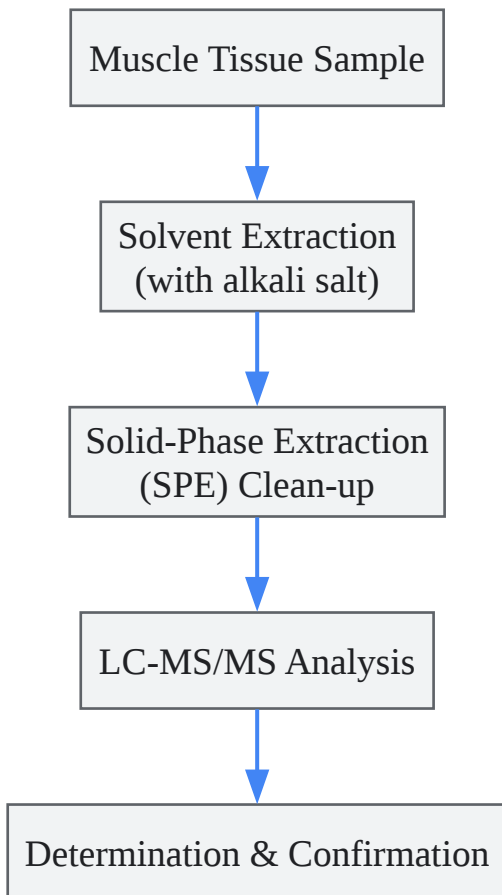 Muscle Tissue Sample
Solvent Extraction
(with alkali salt)
Solid-Phase Extraction
(SPE) Clean-up
LC-MS/MS Analysis
Determination & Confirmation